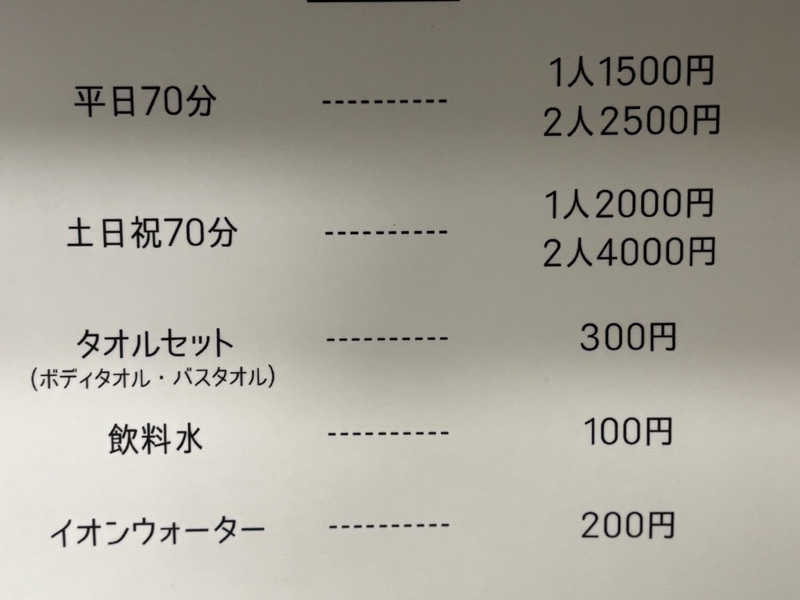 平日70分 ---------- 1人1500円
2人2500円
土日祝70分 ---------- 1人2000円
2人4000円
タオルセット ---------- 300円
(ボディタオル・バスタオル)
飲料水 ---------- 100円
イオンウォーター ---------- 200円